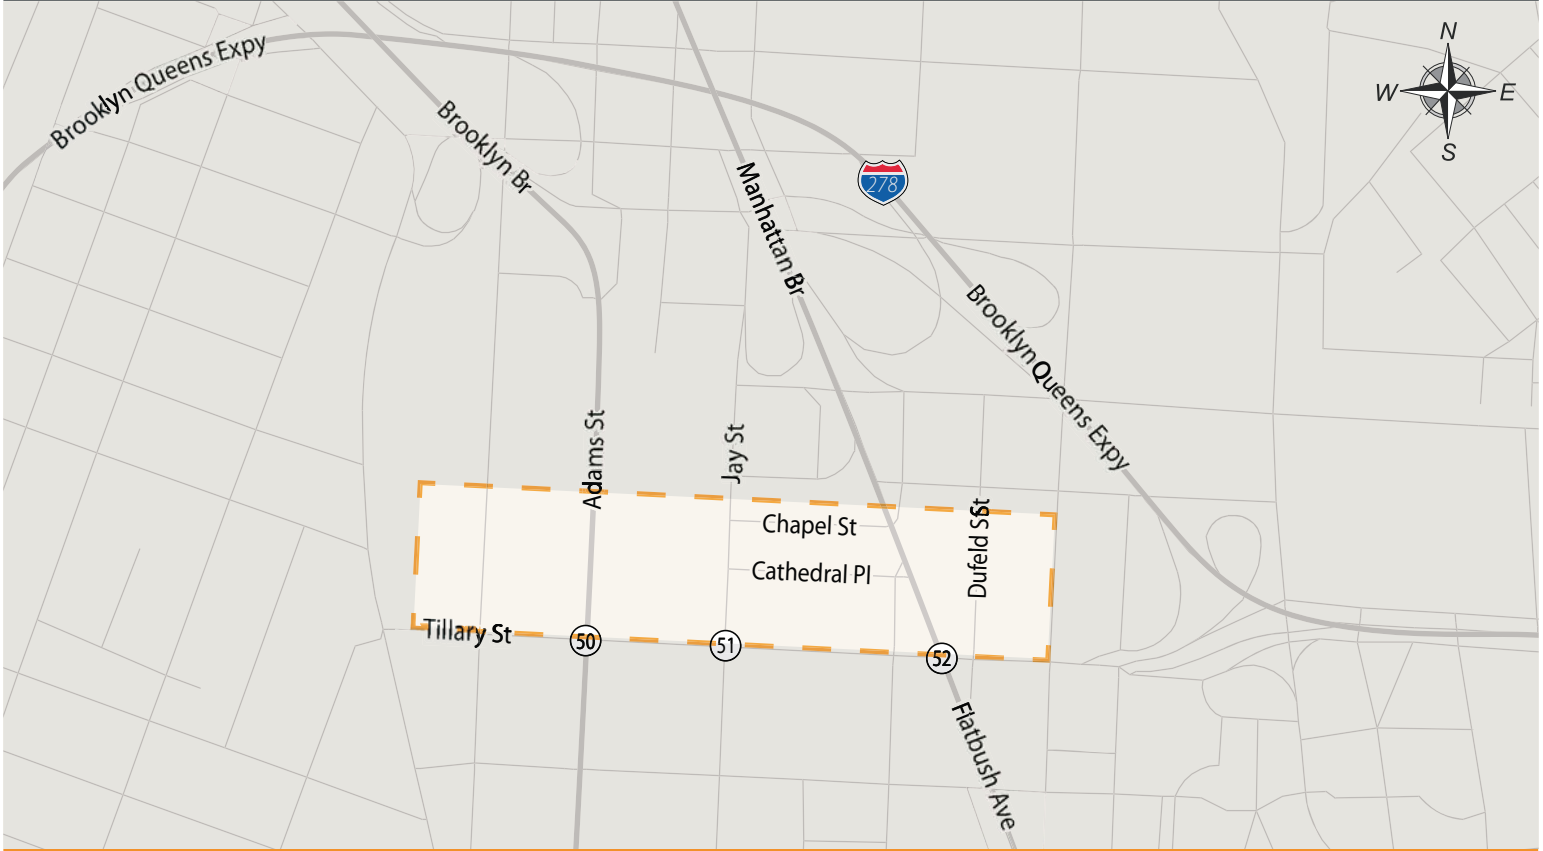 N
Brooklyn Queens Expy
W
E
Brooklyn Br
S
278
Manhattan Br
Brooklyn Queens Expy
Adams St
Jay St
Dufeld St
Chapel St
Cathedral Pl
Tillary St
50
51
52
Flatbush Ave